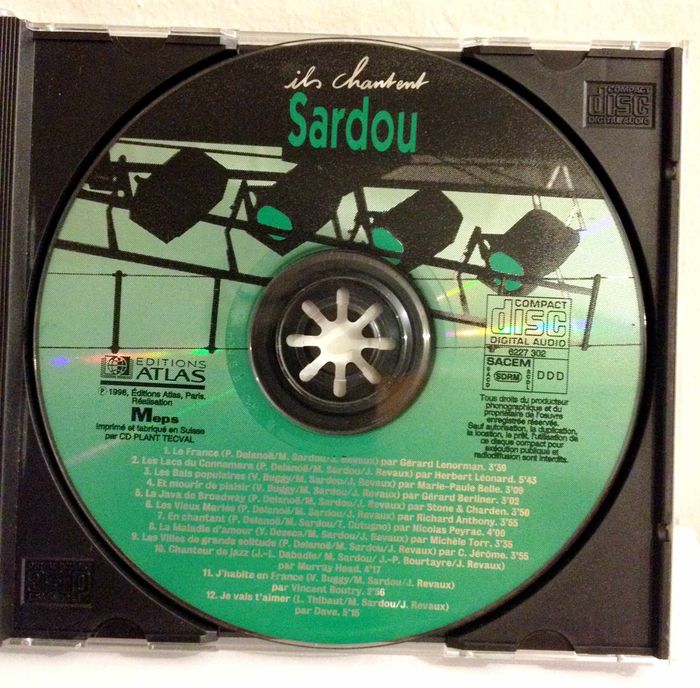 ils chantent
Sardou
COMPACT
disc
DIGITAL AUDIO
EDITIONS
ATLAS
℗ 1996, Éditions Atlas, Paris.
Réalisation
Meps
Imprimé et fabriqué en Suisse
par CD PLANT TECVAL
COMPACT
disc
DIGITAL AUDIO
6227 302
SACEM
SACD SDRM SGDL DDD
Tous droits du producteur
phonographique et du
propriétaire de l'œuvre
enregistrée réservés.
Sauf autorisation, la duplication,
la location, le prêt, l'utilisation de
ce disque compact pour
exécution publique et
radiodiffusion sont interdits.
1. Le France (P. Delanoë/M. Sardou/J. Revaux) par Gérard Lenorman. 3'39
2. Les Lacs du Connemara (P. Delanoë/M. Sardou/J. Revaux) par Herbert Léonard. 5'43
3. Les Bals populaires (V. Buggy/M. Sardou/J. Revaux) par Marie-Paule Belle. 3'09
4. Et mourir de plaisir (V. Buggy/M. Sardou/J. Revaux) par Gérard Berliner. 3'02
5. La Java de Broadway (P. Delanoë/M. Sardou/J. Revaux) par Stone & Charden. 3'50
6. Les Vieux Mariés (P. Delanoë/M. Sardou/J. Revaux) par Richard Anthony. 3'55
7. En chantant (P. Delanoë/M. Sardou/T. Cutugno) par Nicolas Peyrac. 4'00
8. La Maladie d'Amour (Y. Dessca/M. Sardou/J. Revaux) par Michèle Torr. 3'35
9. Les Villes de grande solitude (P. Delanoë/M. Sardou/J. Revaux) par C. Jérôme. 3'55
10. Chanteur de jazz (J.-L. Dabadie/ M. Sardou/ J.-P. Bourtayre/J. Revaux)
par Murray Head. 4'17
11. J'habite en France (V. Buggy/M. Sardou/J. Revaux)
par Vincent Boutry. 2'56
12. Je vais t'aimer (L. Thibaut/M. Sardou/J. Revaux)
par Dave. 5'15